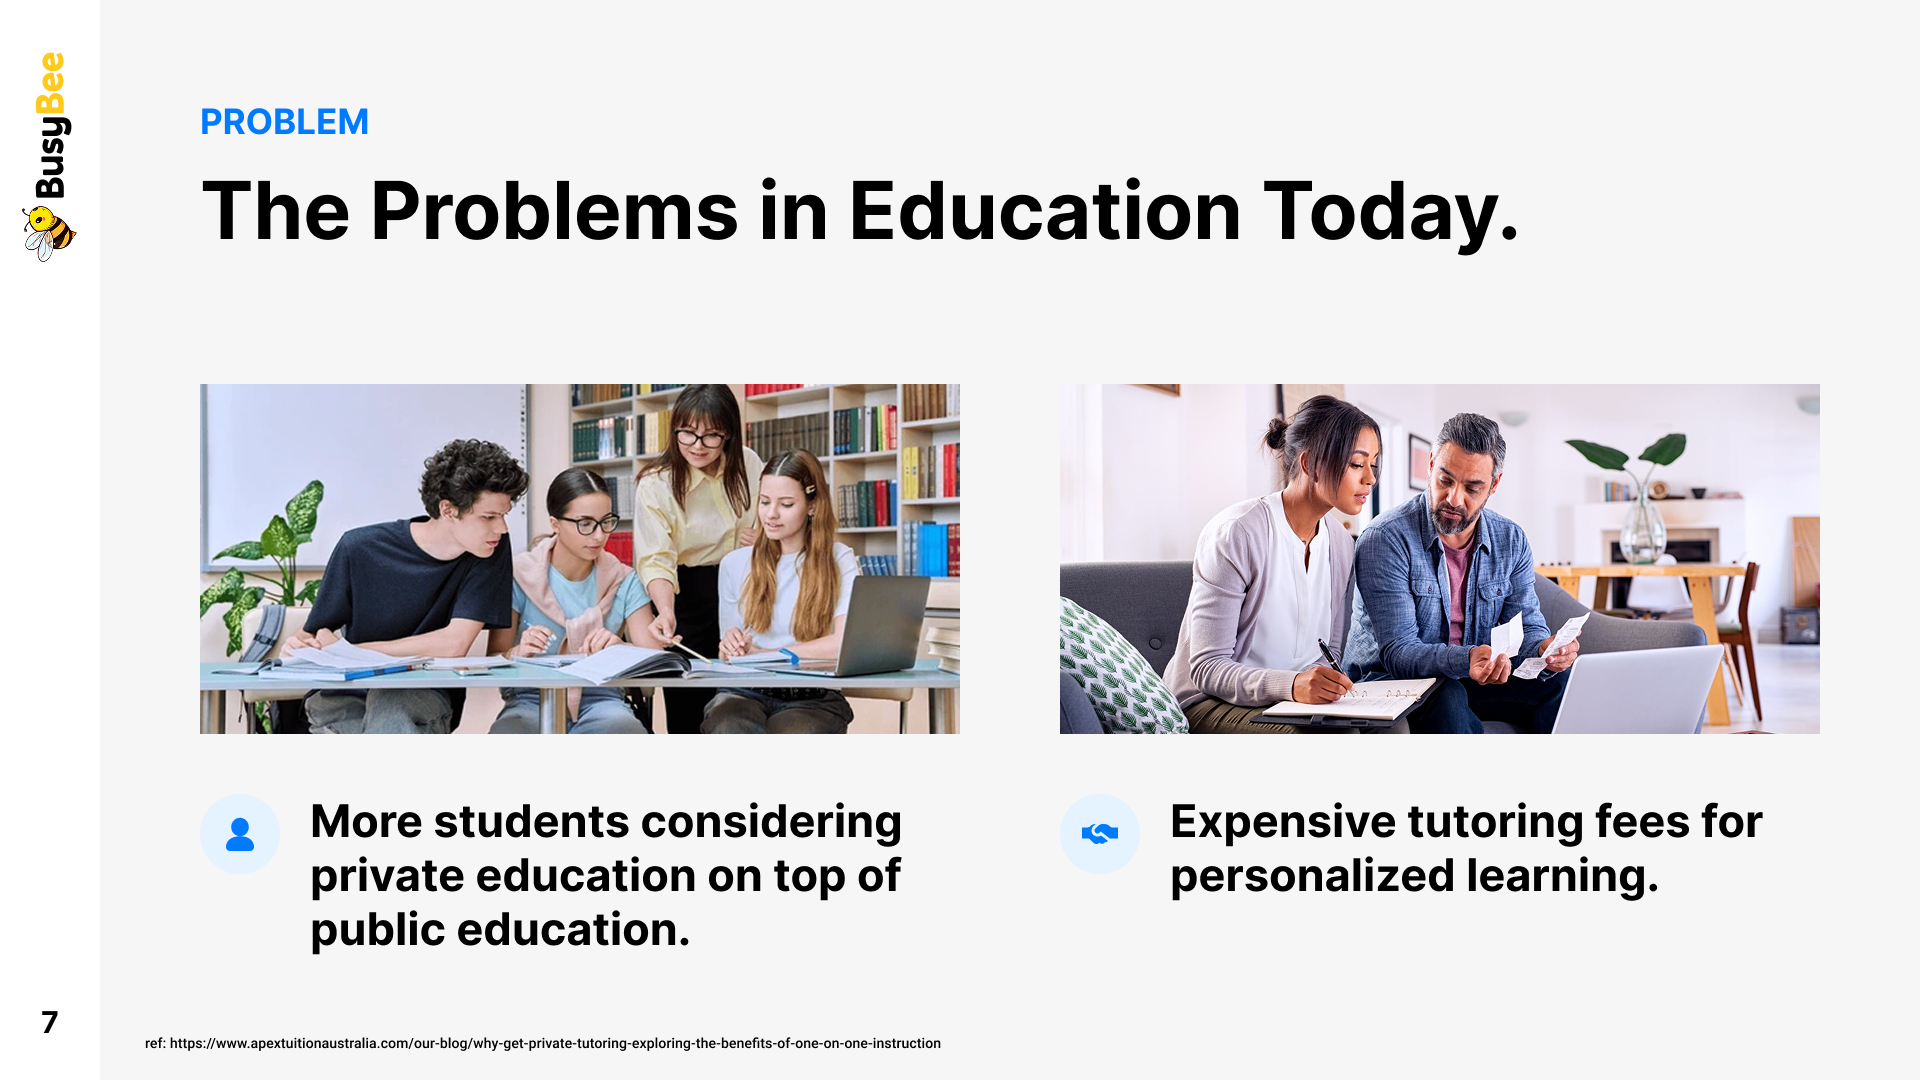 BusyBee
PROBLEM
The Problems in Education Today.
More students considering
private education on top of
public education.
Expensive tutoring fees for
personalized learning.
7
ref: https://www.apextuitionaustralia.com/our-blog/why-get-private-tutoring-exploring-the-benefits-of-one-on-one-instruction